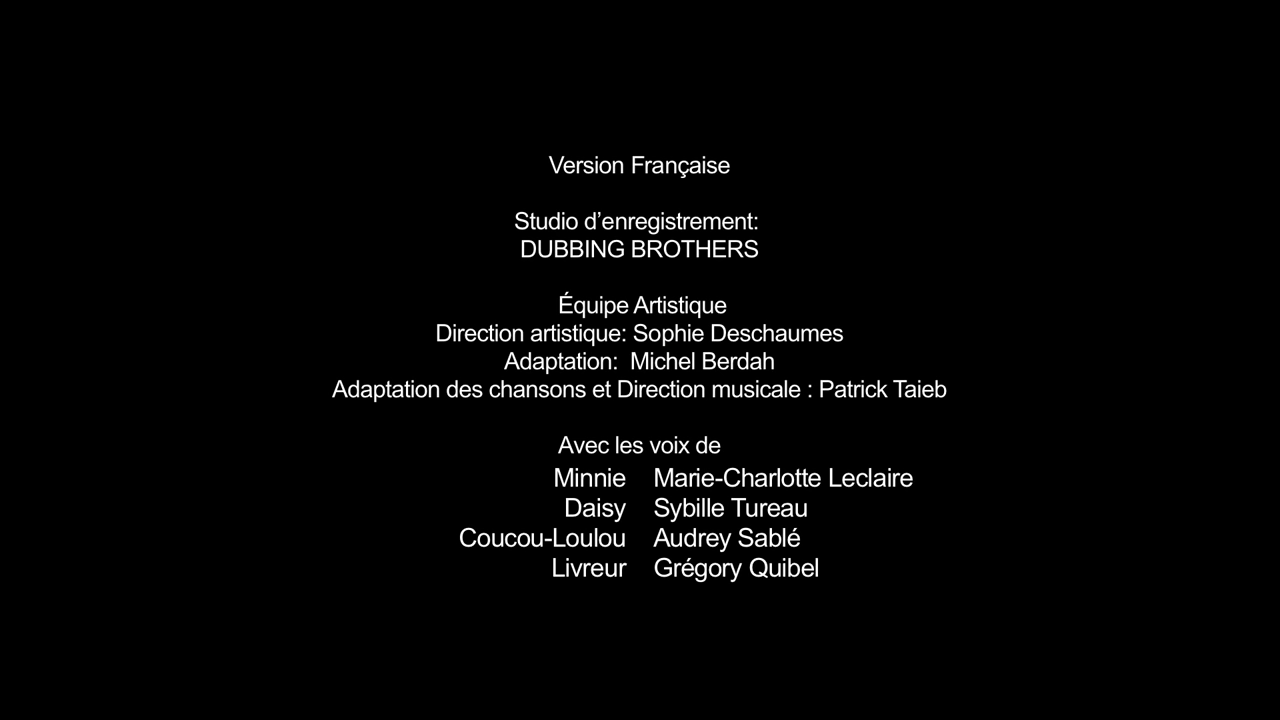 Version Française
Studio d’enregistrement:
DUBBING BROTHERS
Équipe Artistique
Direction artistique: Sophie Deschaumes
Adaptation:  Michel Berdah
Adaptation des chansons et Direction musicale : Patrick Taieb
Avec les voix de
Minnie Marie-Charlotte Leclaire
Daisy Sybille Tureau
Coucou-Loulou Audrey Sablé
Livreur Grégory Quibel